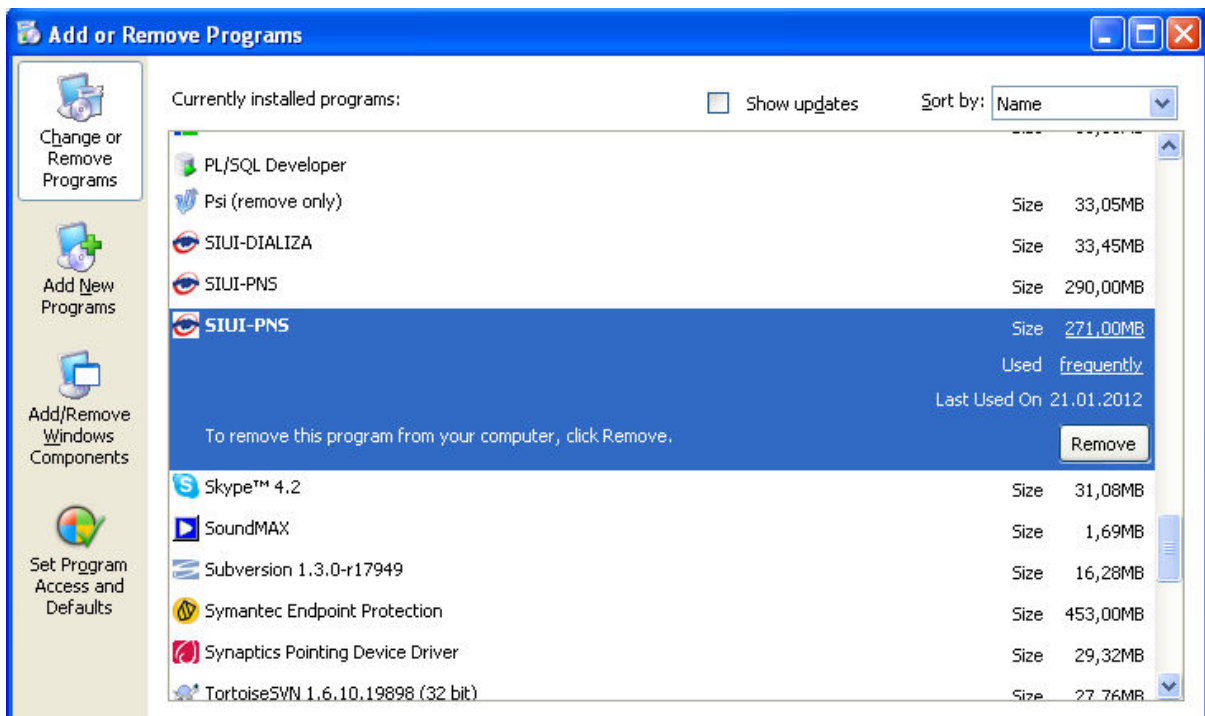 Add or Remove Programs
Change or
Remove
Programs
Add New
Programs
Add/Remove
Windows
Components
Set Program
Access and
Defaults
Currently installed programs:
Show updates
Sort by: Name
PL/SQL Developer
Psi (remove only) Size 33,05MB
SIUI-DIALIZA Size 33,45MB
SIUI-PNS Size 290,00MB
SIUI-PNS Size 271,00MB
Used frequently
Last Used On 21.01.2012
To remove this program from your computer, click Remove. Remove
Skype™ 4.2 Size 31,08MB
SoundMAX Size 1,69MB
Subversion 1.3.0-r17949 Size 16,28MB
Symantec Endpoint Protection Size 453,00MB
Synaptics Pointing Device Driver Size 29,32MB
TortoiseSVN 1.6.10.19898 (32 bit) Size 27,76MB